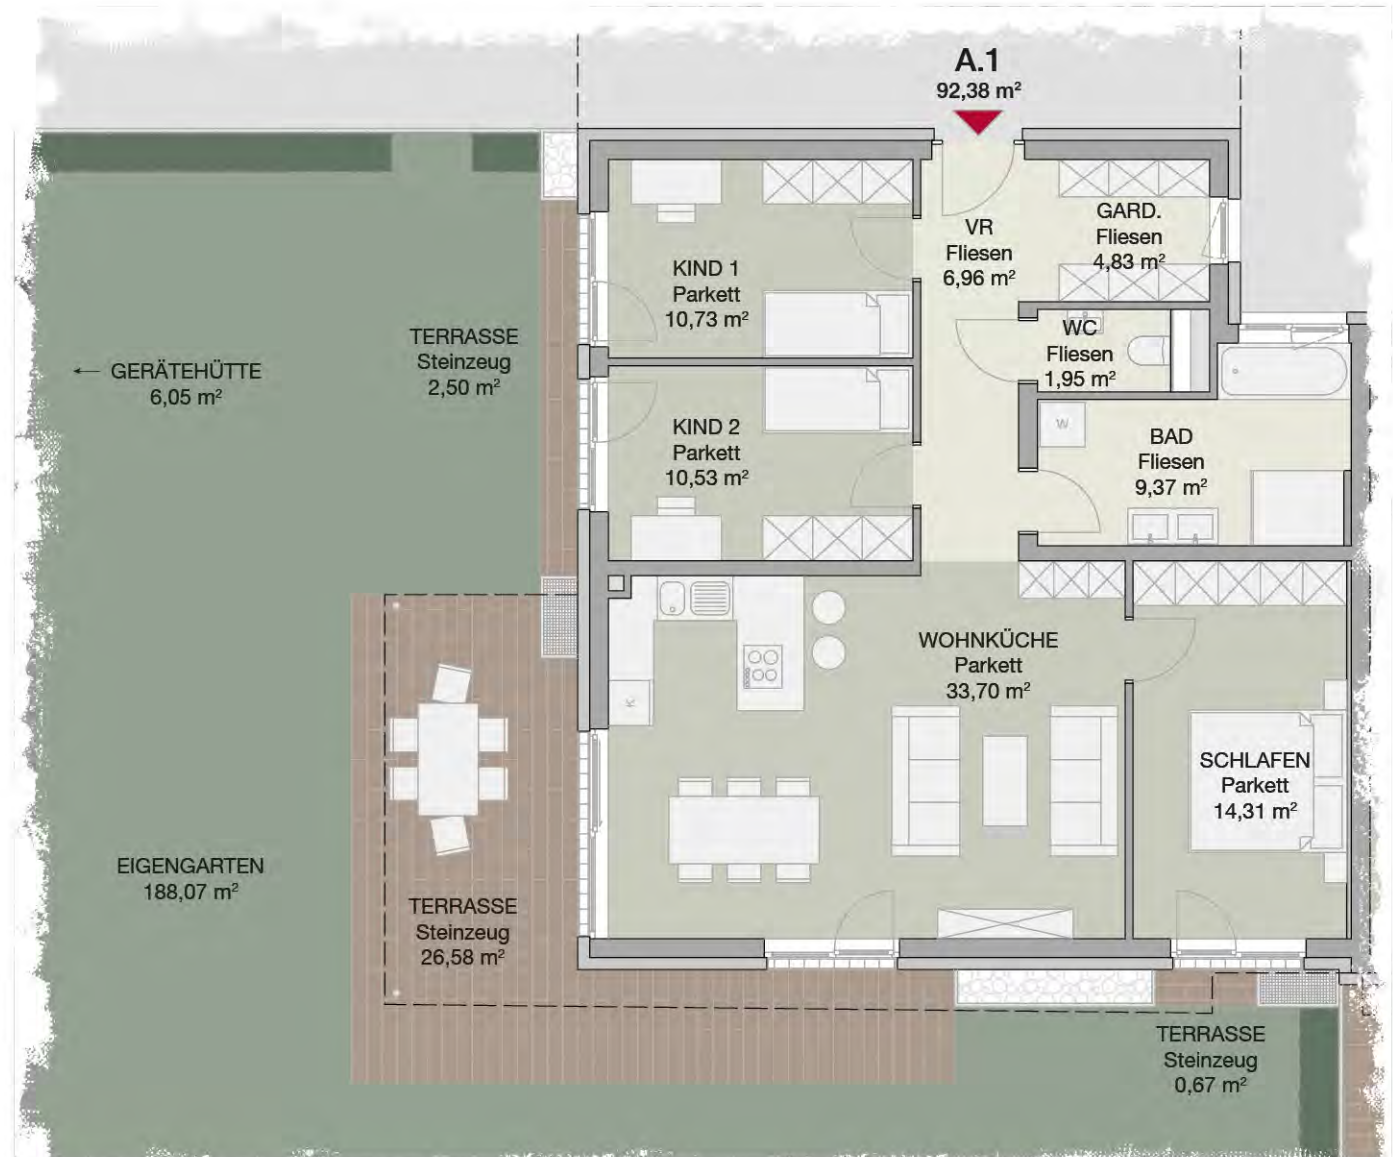 A.1
92,38 m²
VR
Fliesen
6,96 m²
GARD.
Fliesen
4,83 m²
KIND 1
Parkett
10,73 m²
WC
Fliesen
1,95 m²
TERRASSE
Steinzeug
2,50 m²
← GERÄTEHÜTTE
6,05 m²
KIND 2
Parkett
10,53 m²
W
BAD
Fliesen
9,37 m²
WOHNKÜCHE
Parkett
33,70 m²
K
SCHLAFEN
Parkett
14,31 m²
EIGENGARTEN
188,07 m²
TERRASSE
Steinzeug
26,58 m²
TERRASSE
Steinzeug
0,67 m²